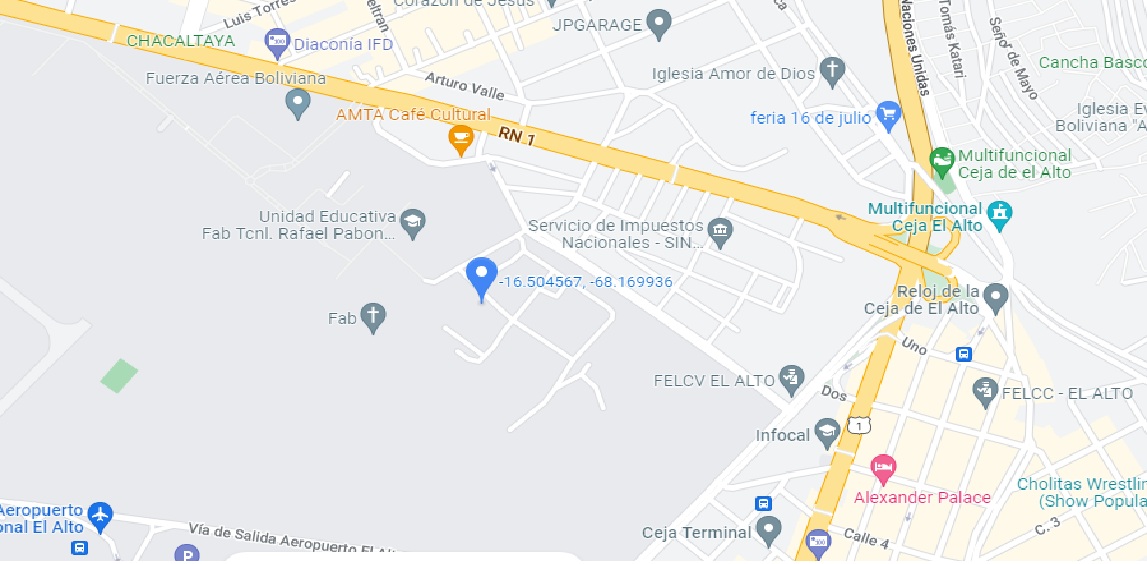 Luis Torres
Beltrán
Corazón de Jesús
JPGARAGE
CHACALTAYA
Diaconía IFD
Fuerza Aérea Boliviana
Arturo Valle
AMTA Café Cultural
RN 1
Iglesia Amor de Dios
feria 16 de julio
Naciones Unidas
Tomás Katari
Señor de Mayo
Cancha Basco
Iglesia Ev
Boliviana "A
Multifuncional
Ceja de el Alto
Multifuncional
Ceja El Alto
Unidad Educativa
Fab Tcnl. Rafael Pabon...
Servicio de Impuestos
Nacionales - SIN...
-16.504567, -68.169936
Fab
Reloj de la
Ceja de El Alto
Uno
FELCV EL ALTO
Dos
FELCC - EL ALTO
1
Infocal
Alexander Palace
Cholitas Wrestlin
(Show Popula
Aeropuerto
onal El Alto
Vía de Salida Aeropuerto El Alt
P
Ceja Terminal
Calle 4
C. 3